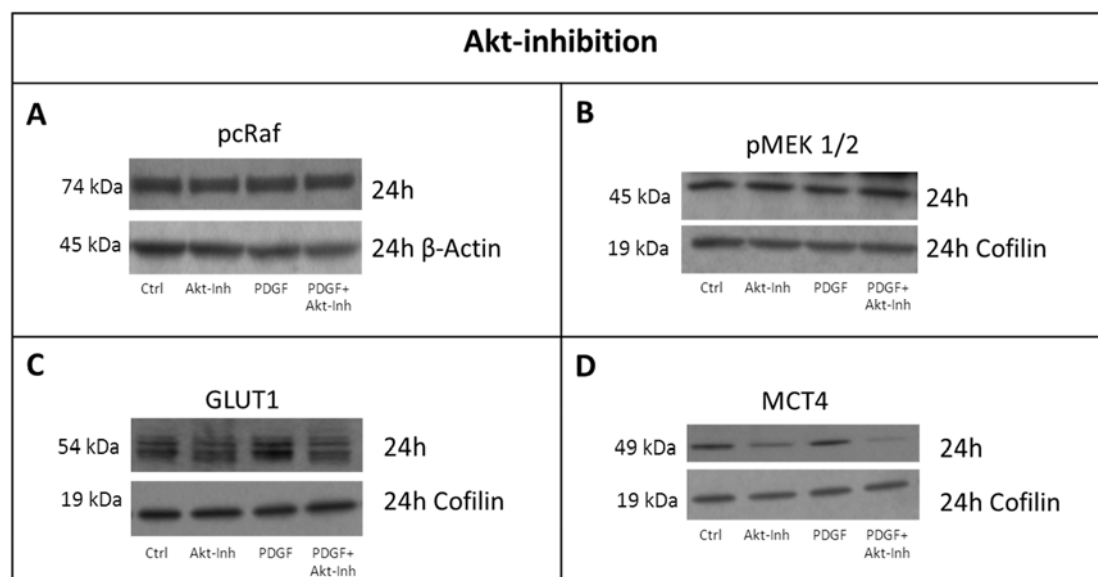 Akt-inhibition
A
pcRaf
74 kDa
24h
45 kDa
24h β-Actin
Ctrl Akt-Inh PDGF PDGF+
Akt-Inh
B
pMEK 1/2
45 kDa
24h
19 kDa
24h Cofilin
Ctrl Akt-Inh PDGF PDGF+
Akt-Inh
C
GLUT1
54 kDa
24h
19 kDa
24h Cofilin
Ctrl Akt-Inh PDGF PDGF+
Akt-Inh
D
MCT4
49 kDa
24h
19 kDa
24h Cofilin
Ctrl Akt-Inh PDGF PDGF+
Akt-Inh